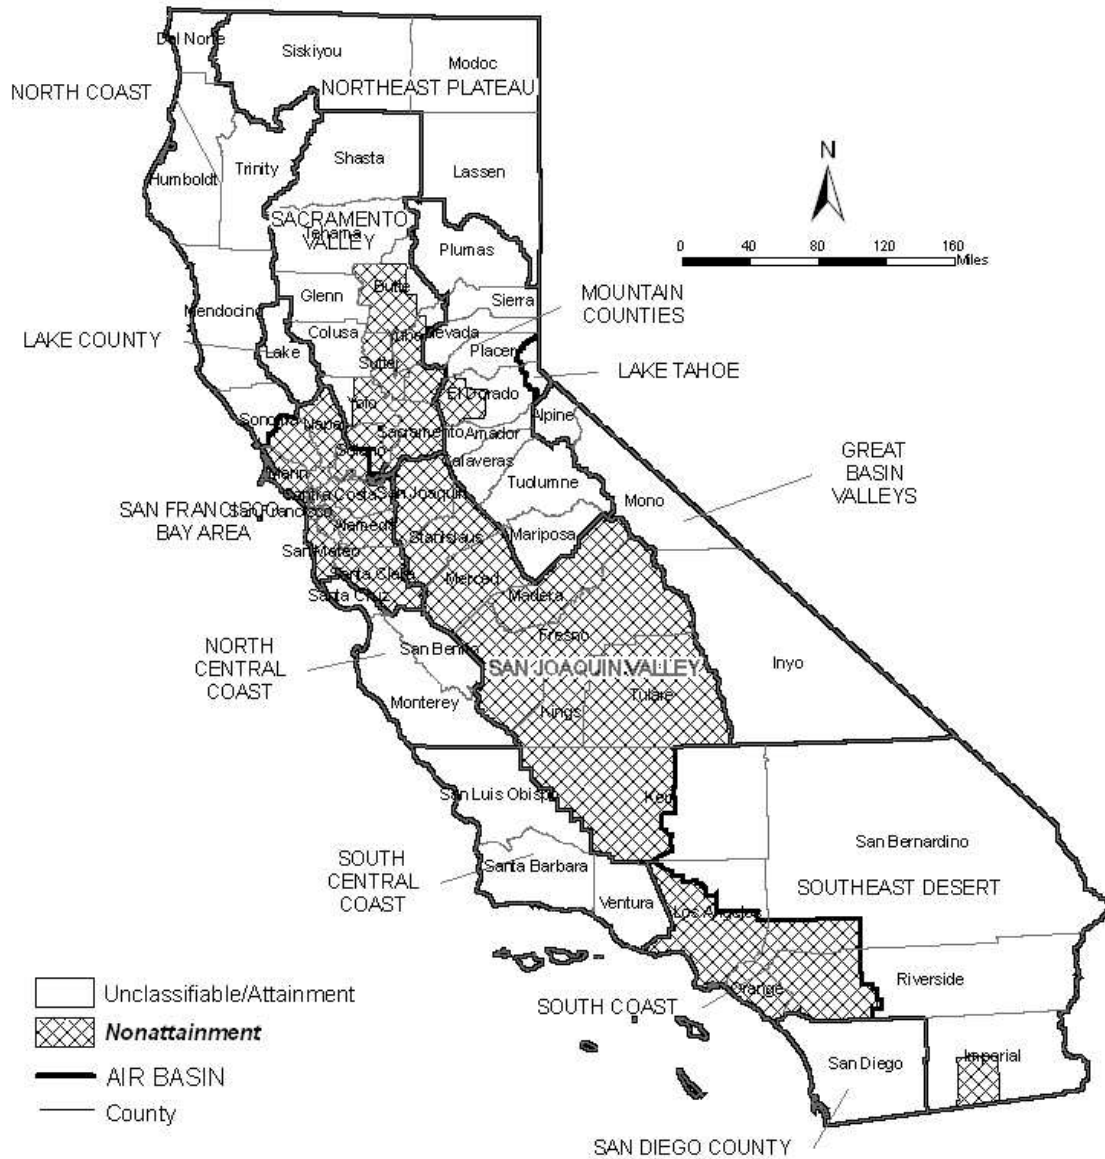 Del Norte
Siskiyou
Modoc
NORTH COAST
NORTHEAST PLATEAU
Shasta
Trinity
Humboldt
Lassen
N
SACRAMENTO
VALLEY
Tehama
Plumas
0 40 80 120 160
Miles
Butte
Glenn
Sierra
MOUNTAIN
COUNTIES
Mendocino
Colusa
Yuba
Nevada
LAKE COUNTY
Lake
Sutter
Placer
LAKE TAHOE
El Dorado
Yolo
Sonoma
Napa
Alpine
Sacramento
Amador
Solano
Calaveras
GREAT
BASIN
VALLEYS
Marin
Tuolumne
Contra Costa
San Joaquin
Mono
SAN FRANCISCO
BAY AREA
San Francisco
Alameda
Stanislaus
Mariposa
San Mateo
Santa Clara
Merced
Santa Cruz
Madera
Fresno
NORTH
CENTRAL
COAST
San Benito
SAN JOAQUIN VALLEY
Inyo
Monterey
Kings
Tulare
San Luis Obispo
Kern
San Bernardino
SOUTH
CENTRAL
COAST
Santa Barbara
SOUTHEAST DESERT
Ventura
Los Angeles
Riverside
Orange
SOUTH COAST
Unclassifiable/Attainment
Nonattainment
AIR BASIN
County
San Diego
Imperial
SAN DIEGO COUNTY